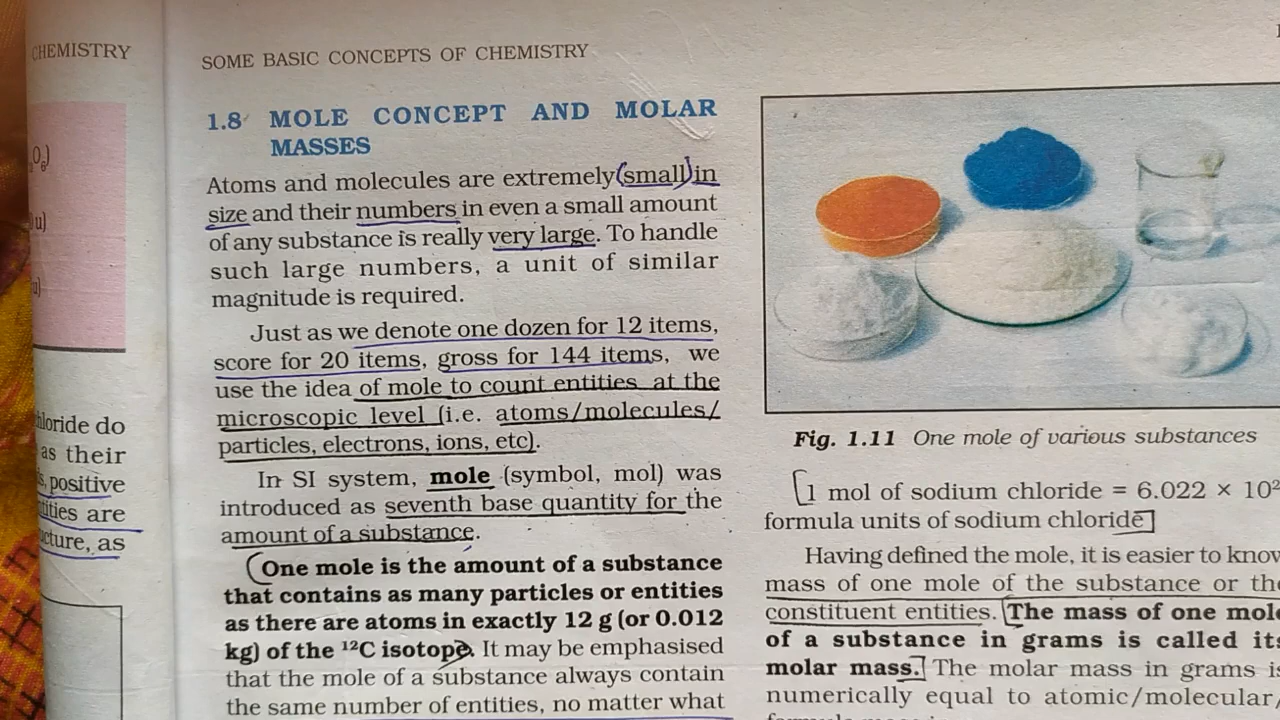 CHEMISTRY
u)
u)
chloride do
as their
positive
are
as
SOME BASIC CONCEPTS OF CHEMISTRY
1.8 MOLE CONCEPT AND MOLAR
MASSES
Atoms and molecules are extremely (small) in
size and their numbers in even a small amount
of any substance is really very large. To handle
such large numbers, a unit of similar
magnitude is required.
Just as we denote one dozen for 12 items,
score for 20 items, gross for 144 items, we
use the idea of mole to count entities at the
microscopic level (i.e. atoms/molecules/
particles, electrons, ions, etc).
In SI system, mole (symbol, mol) was
introduced as seventh base quantity for the
amount of a substance.
One mole is the amount of a substance
that contains as many particles or entities
as there are atoms in exactly 12 g (or 0.012
kg) of the ¹²C isotope. It may be emphasised
that the mole of a substance always contain
the same number of entities, no matter what
Fig. 1.11 One mole of various substances
[1 mol of sodium chloride = 6.022 × 10²
formula units of sodium chloride]
Having defined the mole, it is easier to know
mass of one mole of the substance or the
constituent entities. [The mass of one mole
of a substance in grams is called its
molar mass.] The molar mass in grams is
numerically equal to atomic/molecular/